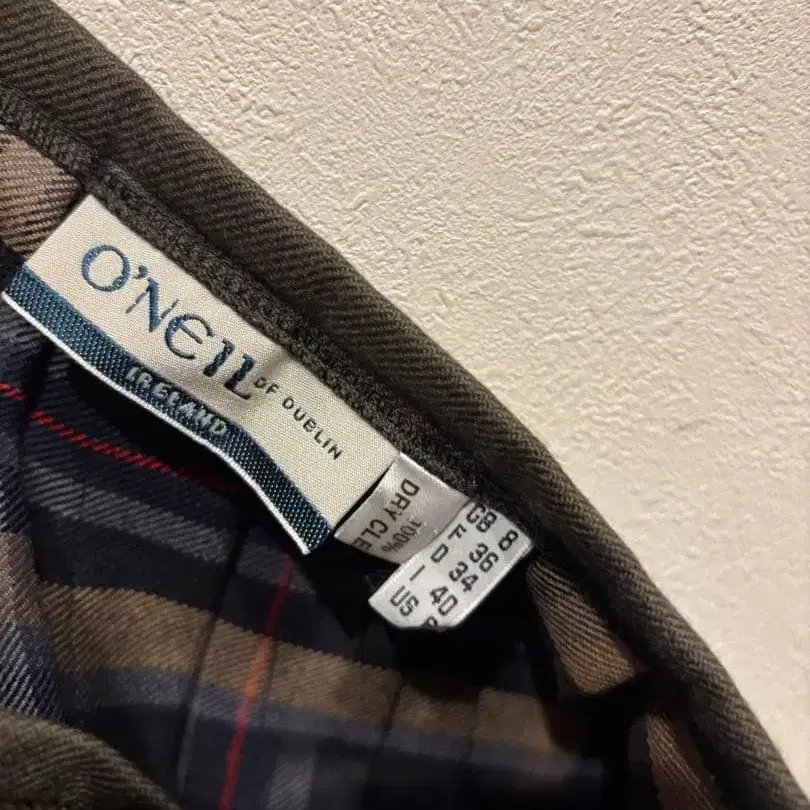 O'NEIL
OF DUBLIN
IRELAND
100%
DRY CLE
GB 8
F 36
D 34
I 40
US